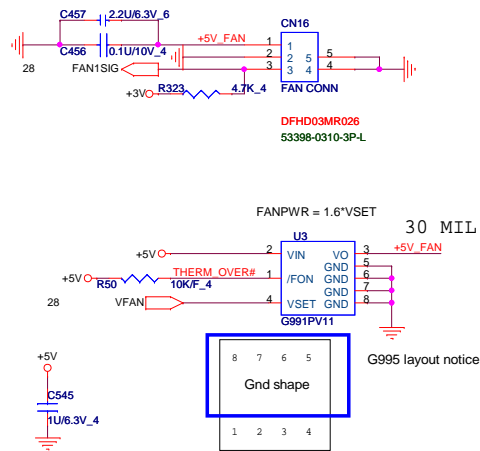 C457 2.2U/6.3V_6
CN16
+5V_FAN 1 1
C456 0.1U/10V_4 2 2 5 5
28 FAN1SIG 3 3 4 4
+3V R323 4.7K_4 FAN CONN
DFHD03MR026
53398-0310-3P-L
FANPWR = 1.6*VSET
30 MIL
U3
+5V 2 VIN VO 3 +5V_FAN
GND 5
+5V R50 10K/F_4 THERM_OVER# 1 /FON GND 6
GND 7
28 VFAN 4 VSET GND 8
G991PV11
G995 layout notice
8 7 6 5
Gnd shape
1 2 3 4
+5V
C545
1U/6.3V_4